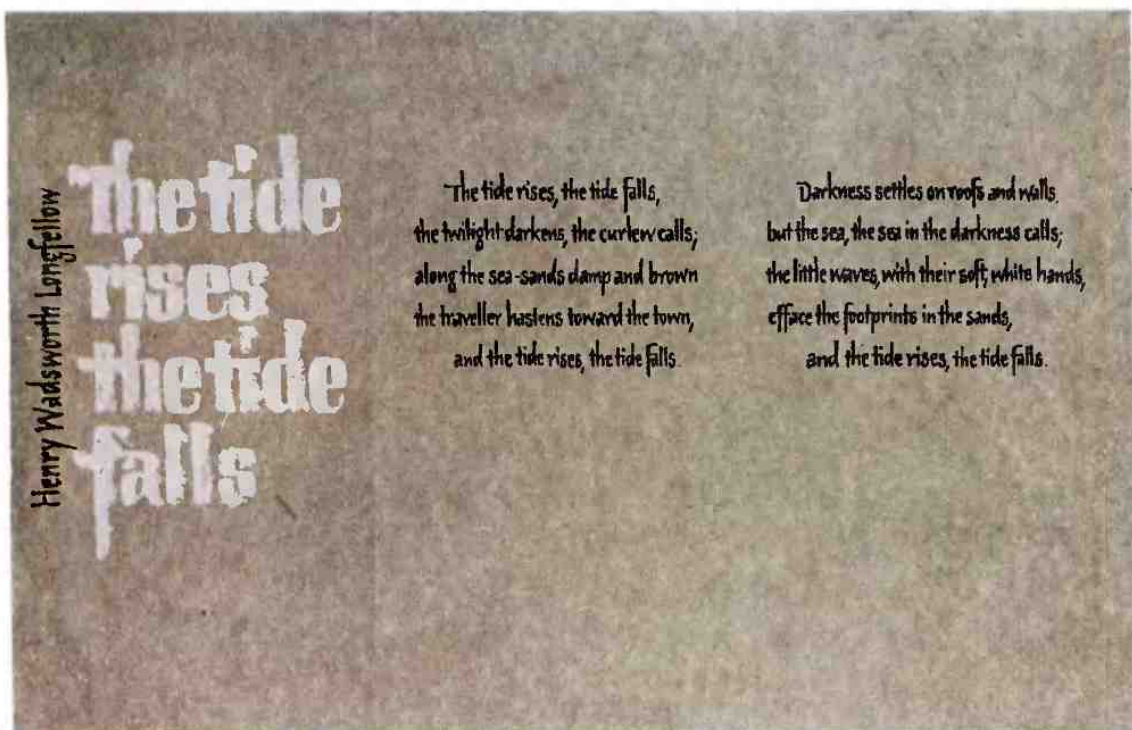 Henry Wadsworth Longfellow
The tide
rises
the tide
falls
The tide rises, the tide falls,
the twilight darkens, the curlew calls;
along the sea-sands damp and brown
the traveller hastens toward the town,
and the tide rises, the tide falls.
Darkness settles on roofs and walls.
but the sea, the sea in the darkness calls;
the little waves, with their soft, white hands,
efface the footprints in the sands,
and the tide rises, the tide falls.